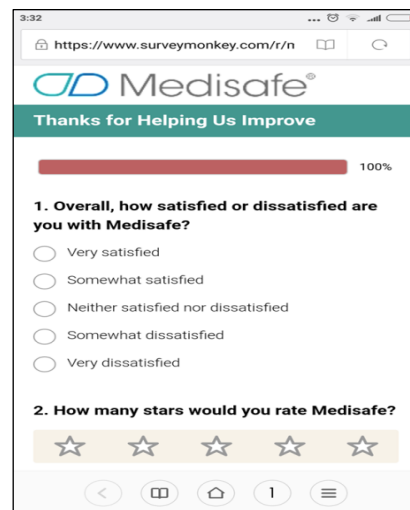 3:32
https://www.surveymonkey.com/r/n
Medisafe®
Thanks for Helping Us Improve
100%
1. Overall, how satisfied or dissatisfied are
you with Medisafe?
Very satisfied
Somewhat satisfied
Neither satisfied nor dissatisfied
Somewhat dissatisfied
Very dissatisfied
2. How many stars would you rate Medisafe?
1